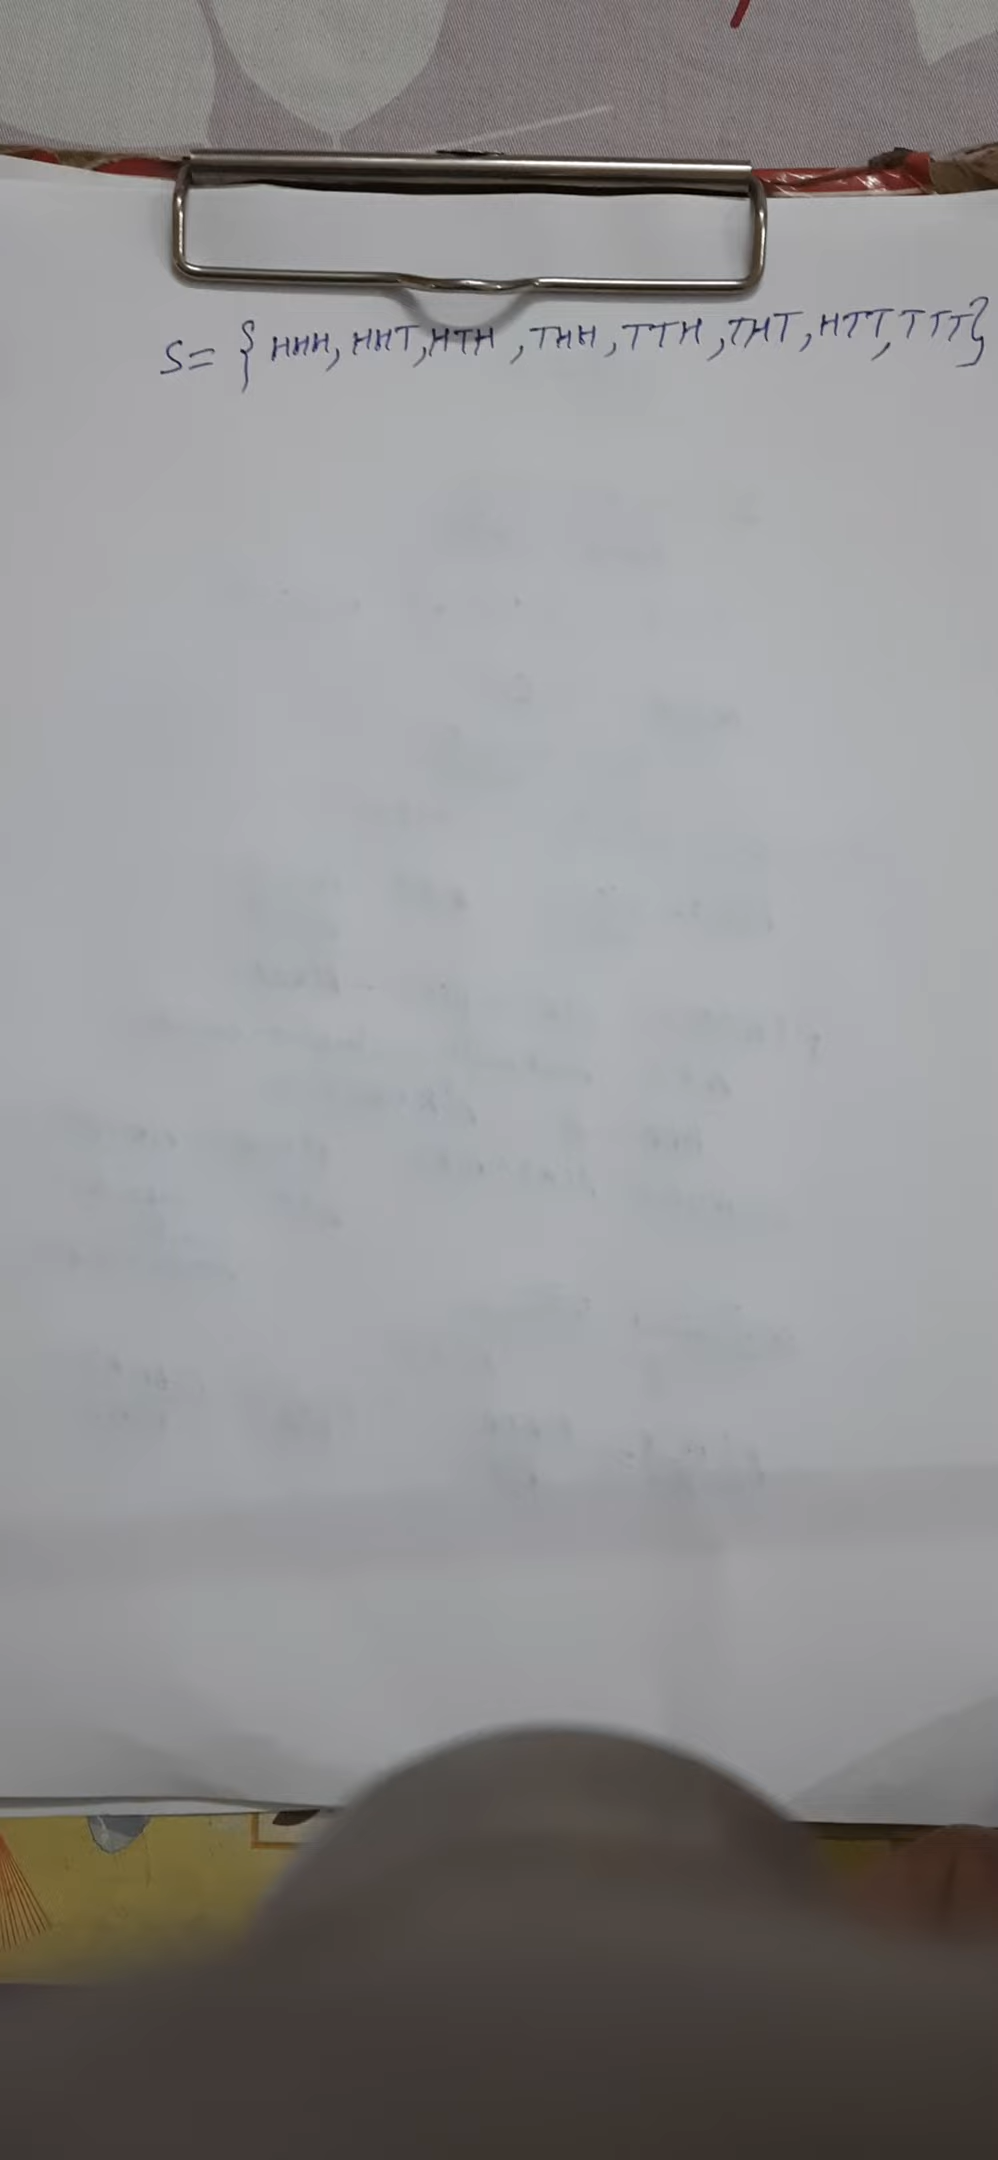 S= { HHH, HHT, HTH , THH, TTH , THT, HTT, TTT}